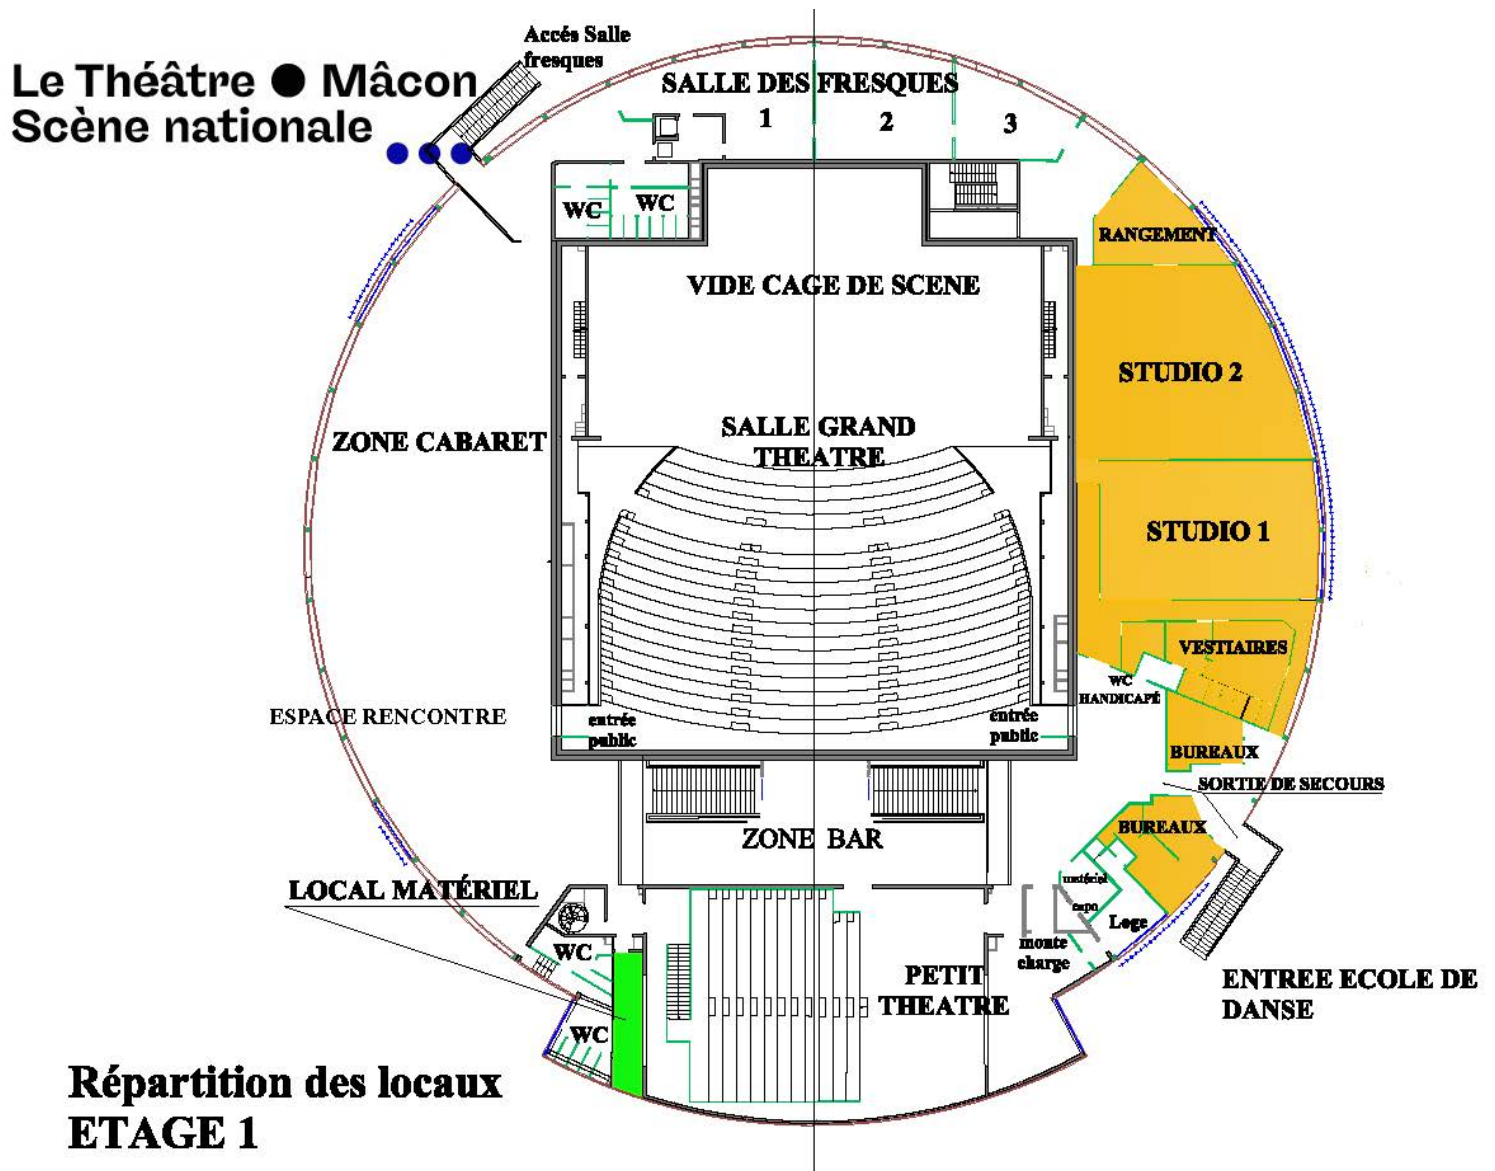 Accés Salle
fresques
Le Théâtre ● Mâcon
Scène nationale
SALLE DES FRESQUES
1
2
3
WC
WC
RANGEMENT
VIDE CAGE DE SCENE
STUDIO 2
ZONE CABARET
SALLE GRAND
THEATRE
STUDIO 1
VESTIAIRES
WC
HANDICAPÉ
ESPACE RENCONTRE
entrée
public
entrée
public
BUREAUX
SORTIE DE SECOURS
ZONE BAR
BUREAUX
LOCAL MATÉRIEL
matériel
expo
Loge
WC
monte
charge
PETIT
THEATRE
ENTREE ECOLE DE
DANSE
WC
Répartition des locaux
ETAGE 1